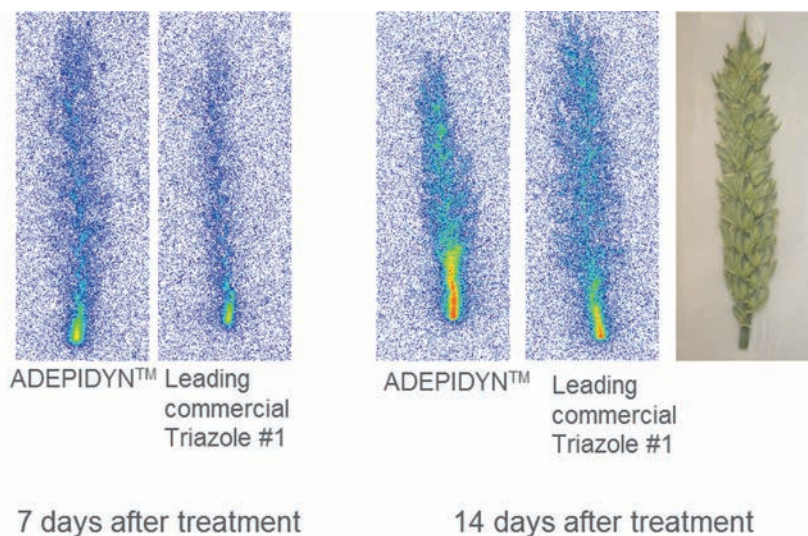 ADEPIDYN™
Leading
commercial
Triazole #1
ADEPIDYN™
Leading
commercial
Triazole #1
7 days after treatment
14 days after treatment